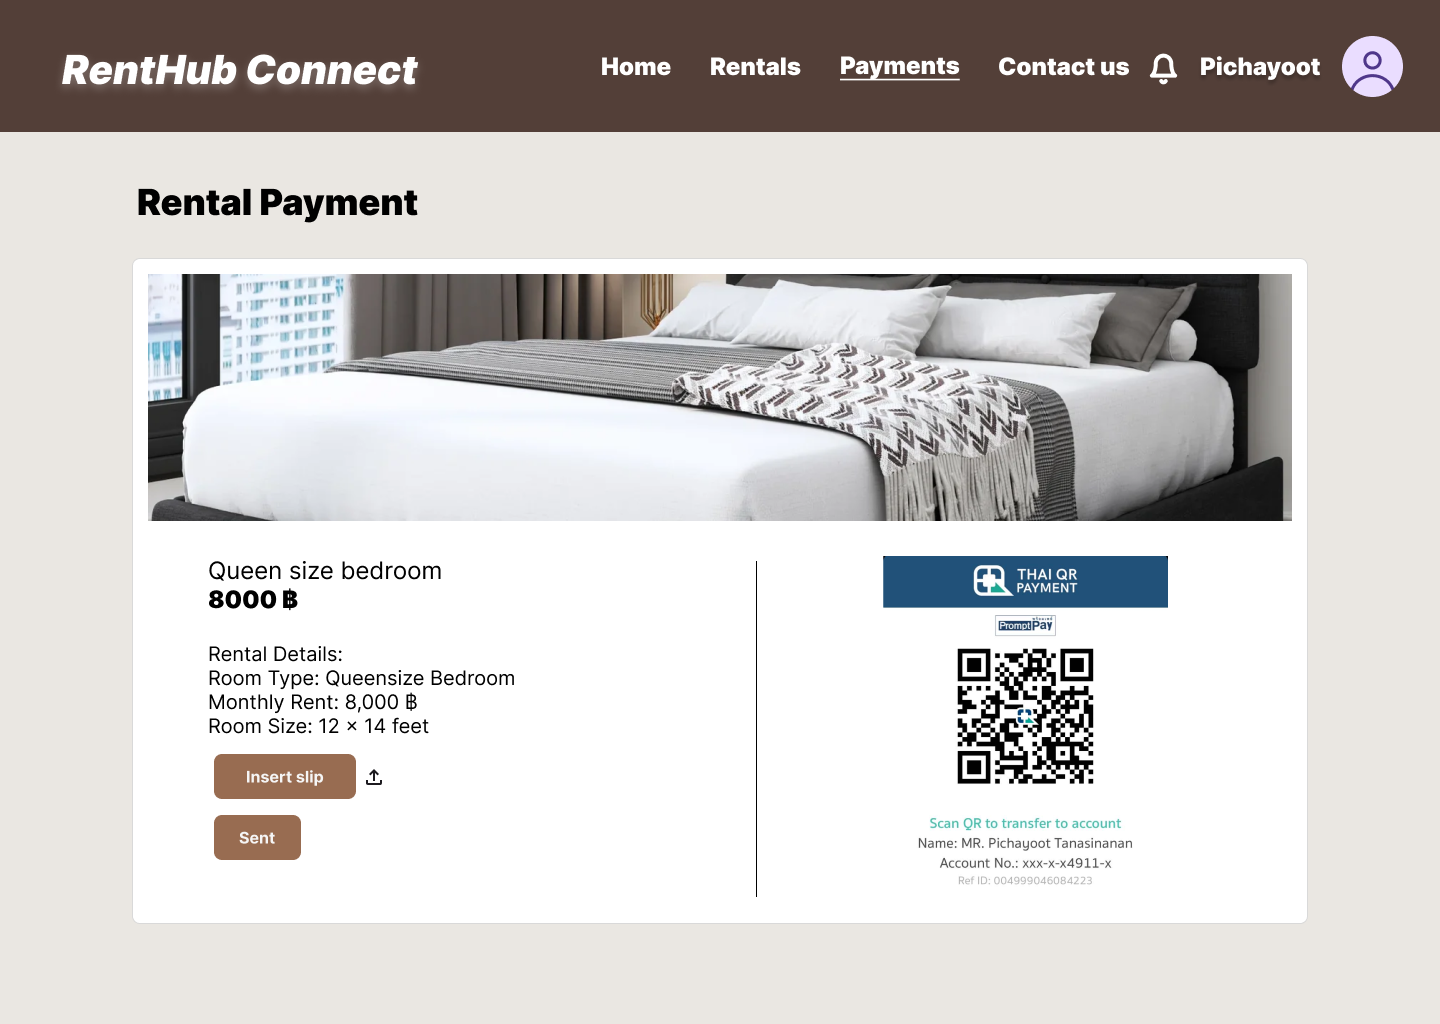 RentHub Connect
Home Rentals Payments Contact us Pichayoot
Rental Payment
Queen size bedroom
8000 ฿
Rental Details:
Room Type: Queensize Bedroom
Monthly Rent: 8,000 ฿
Room Size: 12 × 14 feet
Insert slip
Sent
THAI QR
PAYMENT
PromptPay
Scan QR to transfer to account
Name: MR. Pichayoot Tanasinanan
Account No.: xxx-x-x4911-x
Ref ID: 004999046084223